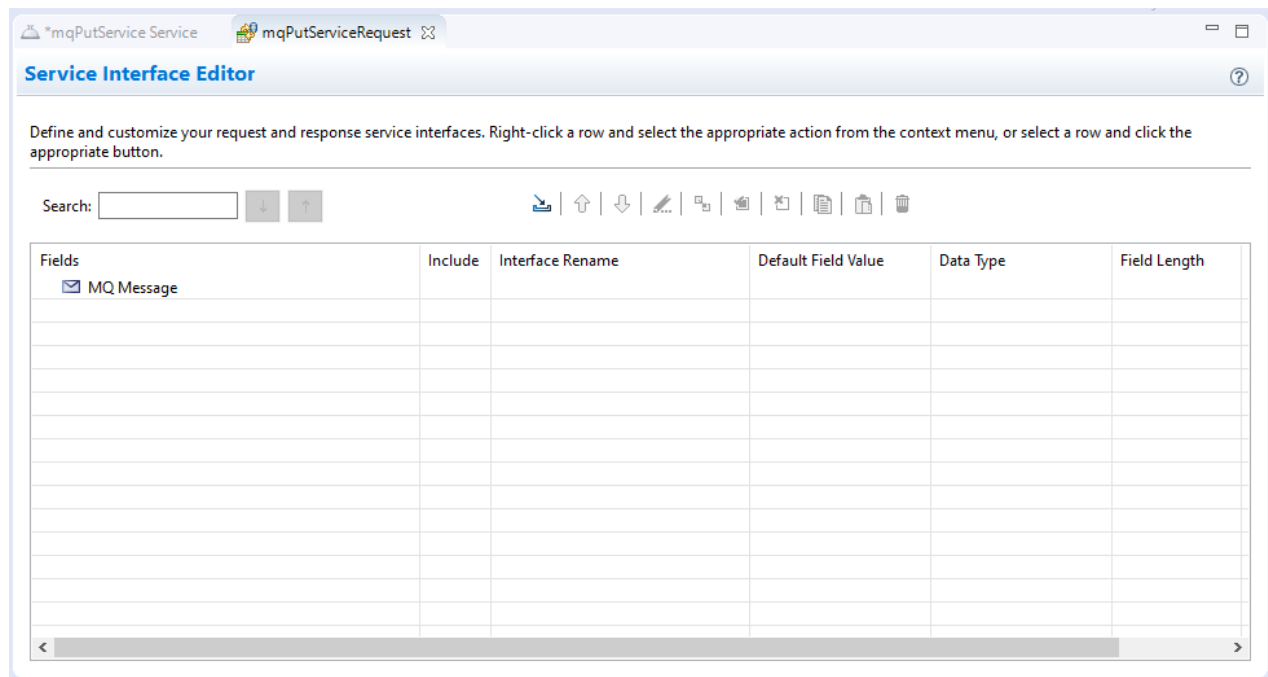 *mqPutService Service mqPutServiceRequest
Service Interface Editor
Define and customize your request and response service interfaces. Right-click a row and select the appropriate action from the context menu, or select a row and click the
appropriate button.
Search:
Fields Include Interface Rename Default Field Value Data Type Field Length
MQ Message